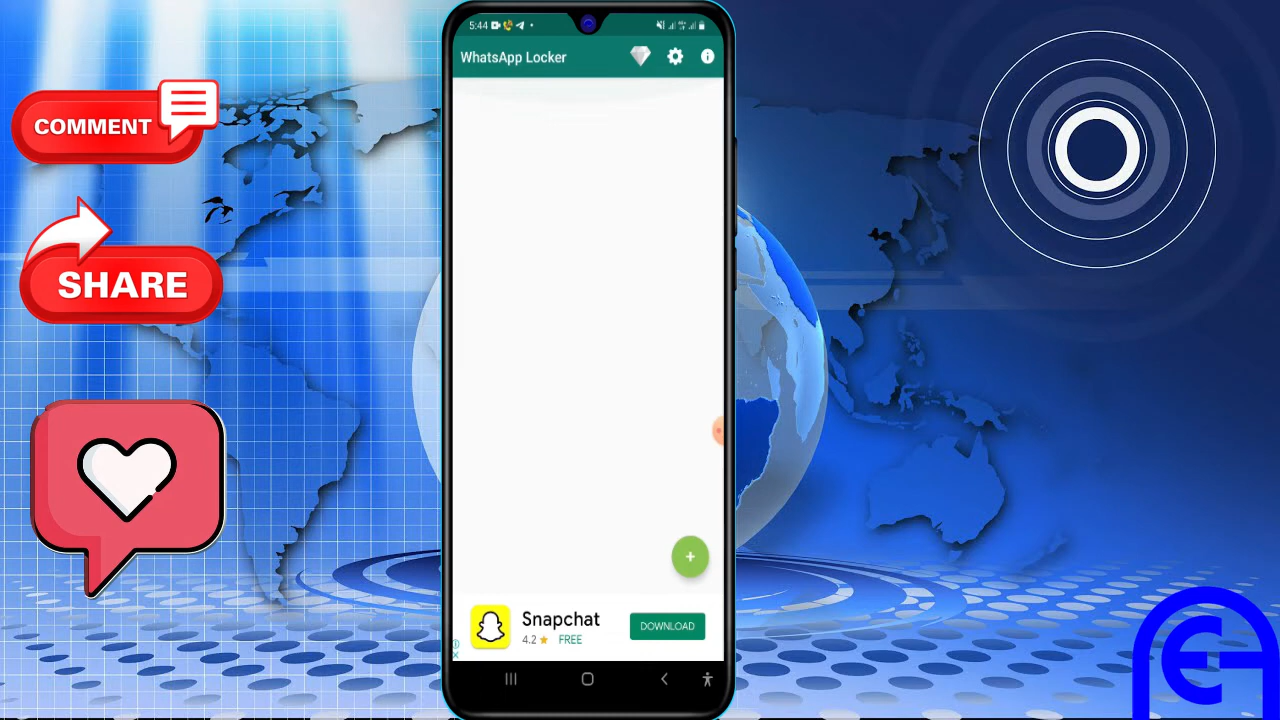 5:44
WhatsApp Locker
COMMENT
SHARE
+
Snapchat
4.2 ★ FREE
DOWNLOAD